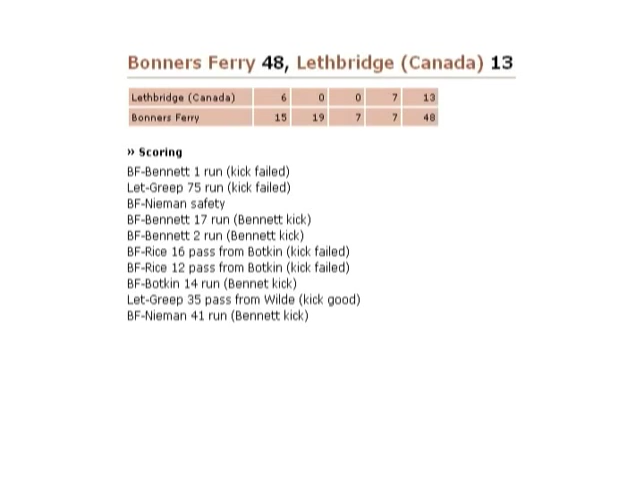 Bonners Ferry 48, Lethbridge (Canada) 13
Lethbridge (Canada) 6 0 0 7 13
Bonners Ferry 15 19 7 7 48
» Scoring
BF-Bennett 1 run (kick failed)
Let-Greep 75 run (kick failed)
BF-Nieman safety
BF-Bennett 17 run (Bennett kick)
BF-Bennett 2 run (Bennett kick)
BF-Rice 16 pass from Botkin (kick failed)
BF-Rice 12 pass from Botkin (kick failed)
BF-Botkin 14 run (Bennet kick)
Let-Greep 35 pass from Wilde (kick good)
BF-Nieman 41 run (Bennett kick)